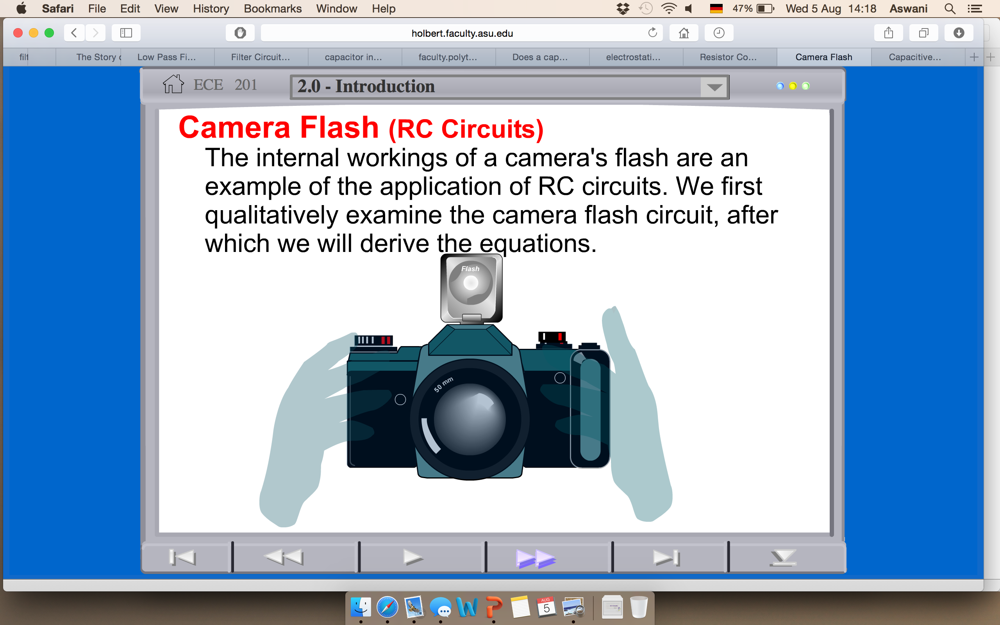 Safari File Edit View History Bookmarks Window Help 47% Wed 5 Aug 14:18 Aswani
holbert.faculty.asu.edu
filt The Story Low Pass Fi... Filter Circuit... capacitor in... faculty.polyt... Does a cap... electrostati... Resistor Co... Camera Flash Capacitive...
ECE 201 2.0 - Introduction
Camera Flash (RC Circuits)
The internal workings of a camera's flash are an
example of the application of RC circuits. We first
qualitatively examine the camera flash circuit, after
which we will derive the equations.
Flash
50 mm
AUG
5